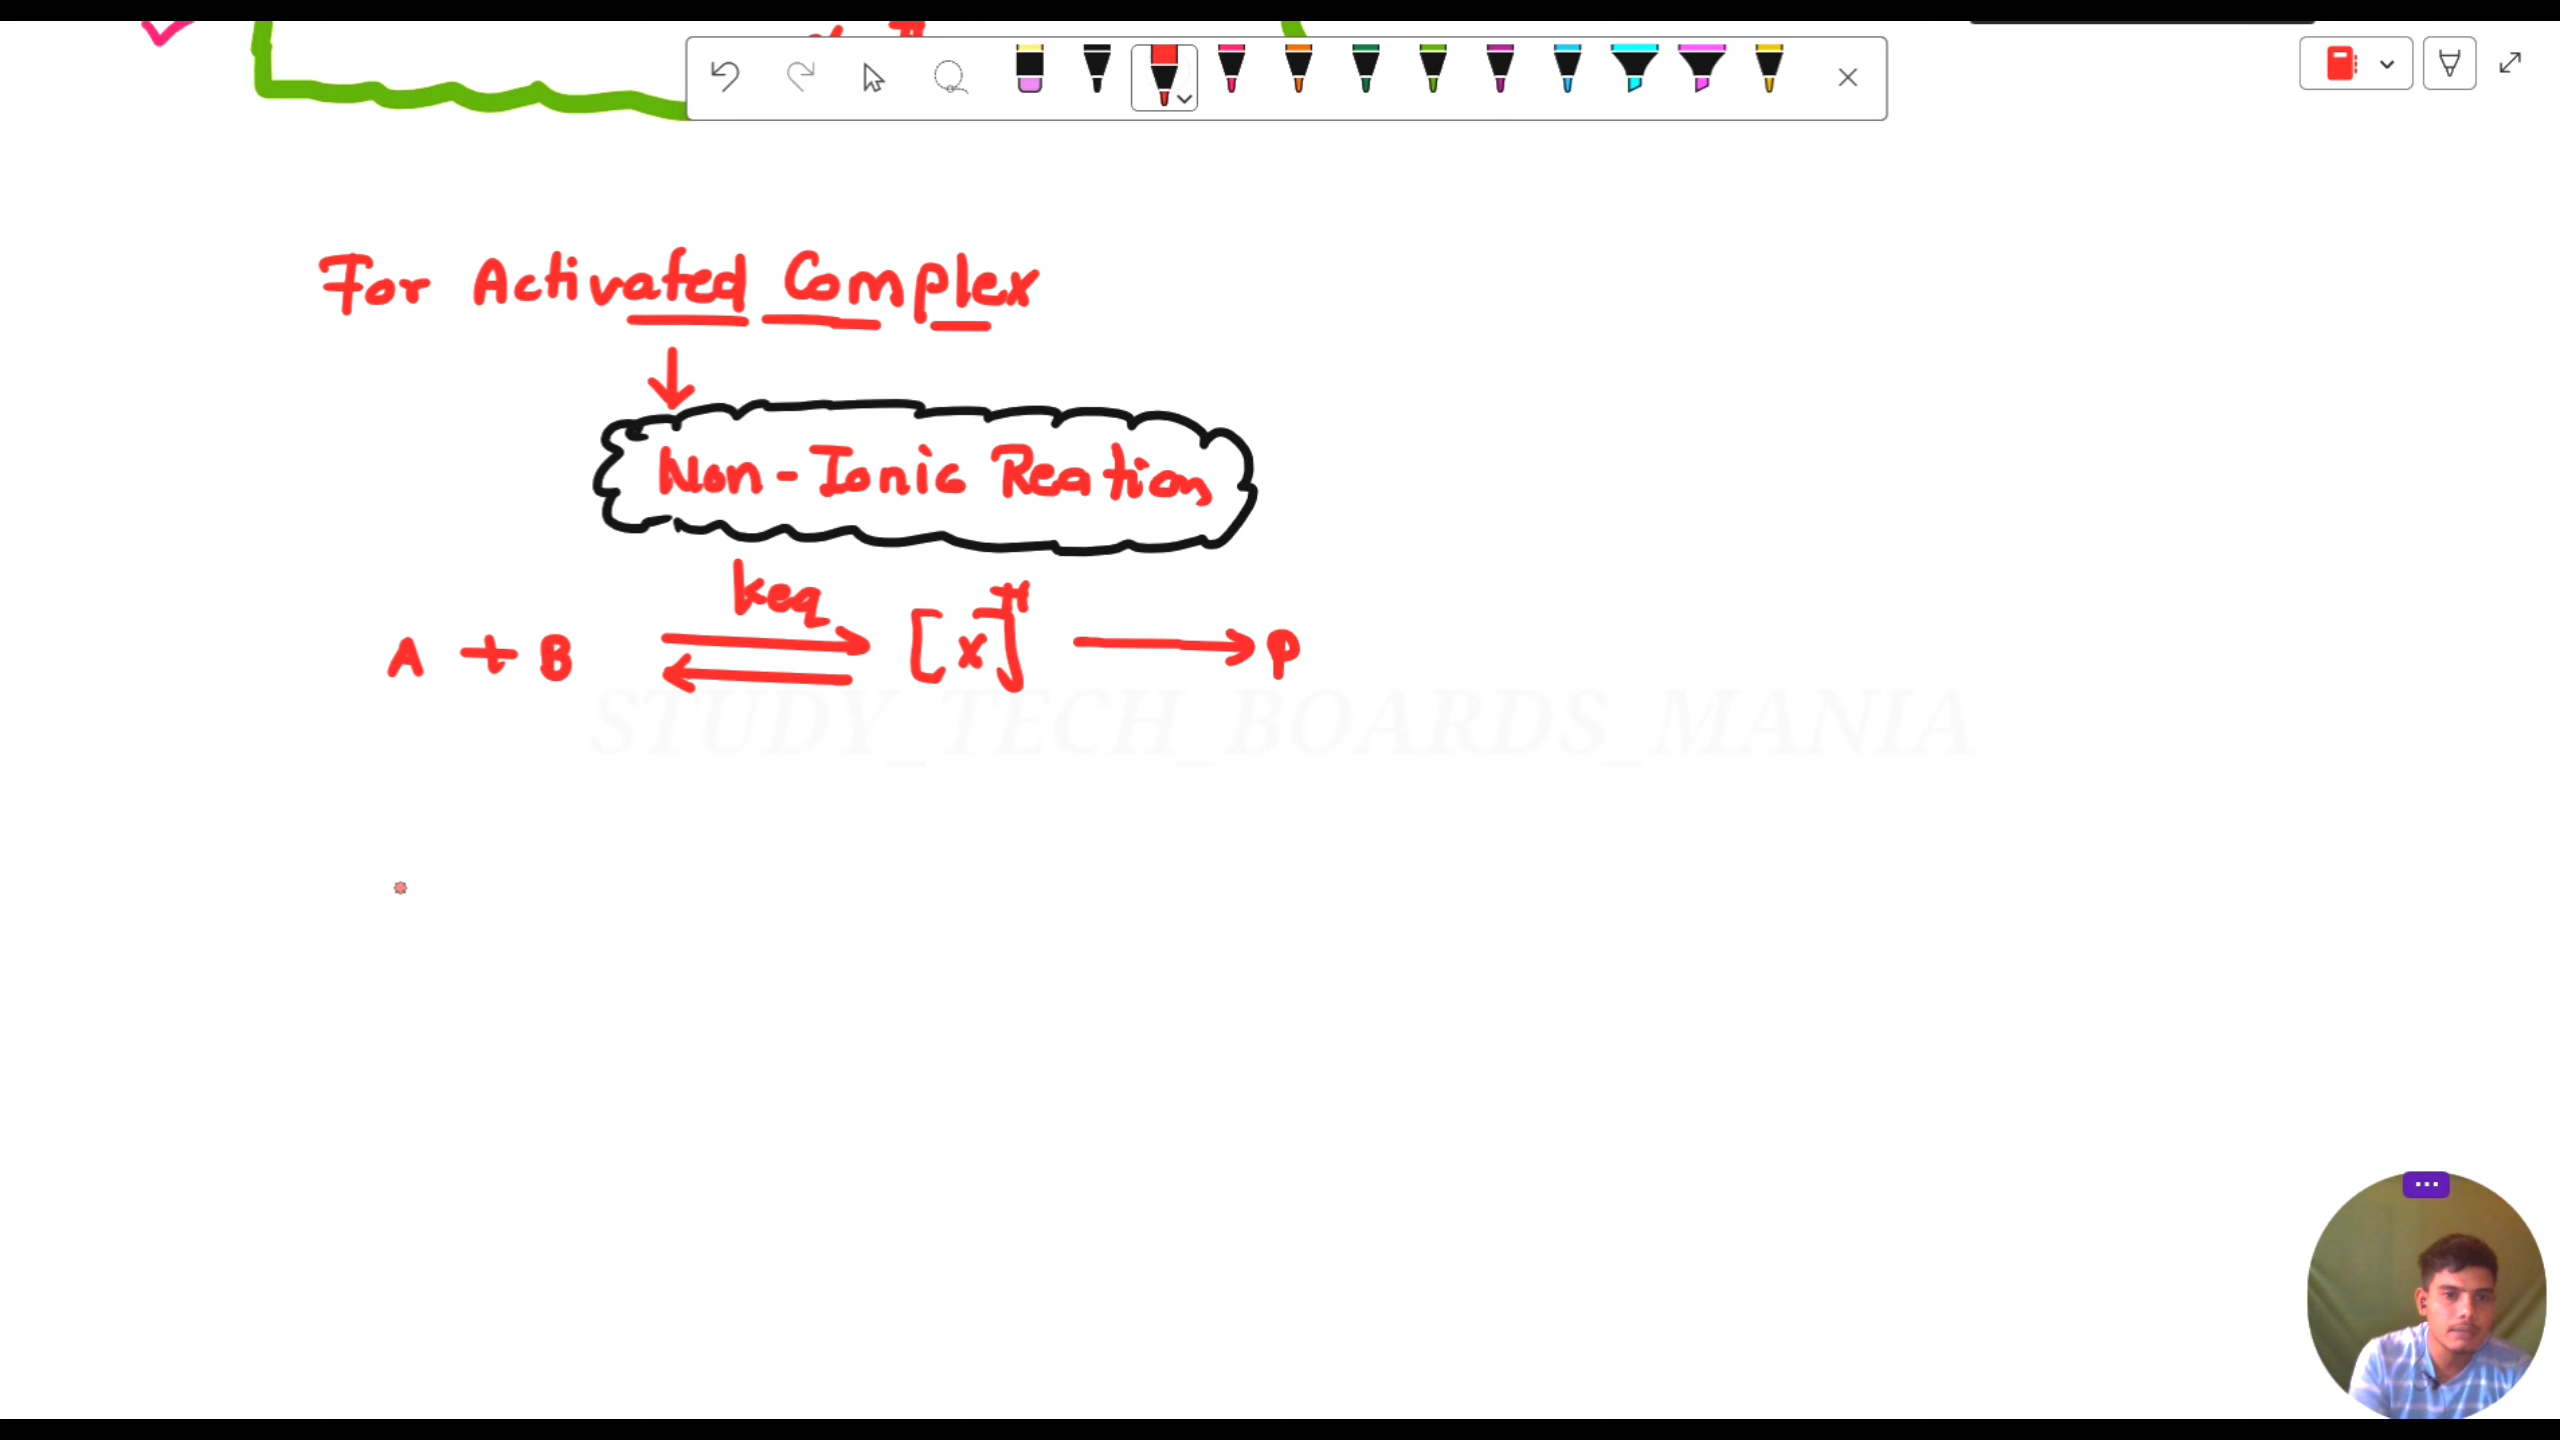 For Activated Complex
Non-Ionic Reation
keq
A + B ⇌ [x]^‡ → P
STUDY_TECH_BOARDS_MANIA